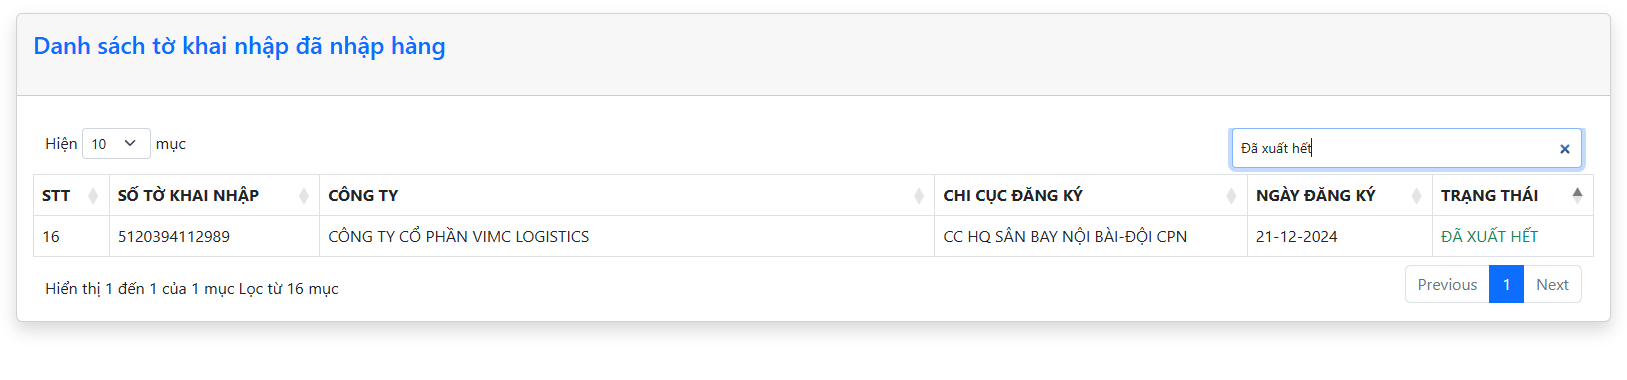 Danh sách tờ khai nhập đã nhập hàng
Hiện 10 mục
Đã xuất hết
STT SỐ TỜ KHAI NHẬP CÔNG TY CHI CỤC ĐĂNG KÝ NGÀY ĐĂNG KÝ TRẠNG THÁI
16 5120394112989 CÔNG TY CỔ PHẦN VIMC LOGISTICS CC HQ SÂN BAY NỘI BÀI-ĐỘI CPN 21-12-2024 ĐÃ XUẤT HẾT
Hiển thị 1 đến 1 của 1 mục Lọc từ 16 mục
Previous 1 Next